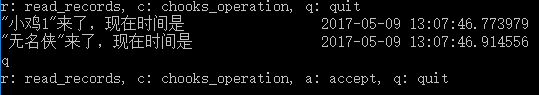 r: read_records, c: chooks_operation, q: quit
"小鸡1"来了，现在时间是 2017-05-09 13:07:46.773979
"无名侠"来了，现在时间是 2017-05-09 13:07:46.914556
q
r: read_records, c: chooks_operation, a: accept, q: quit